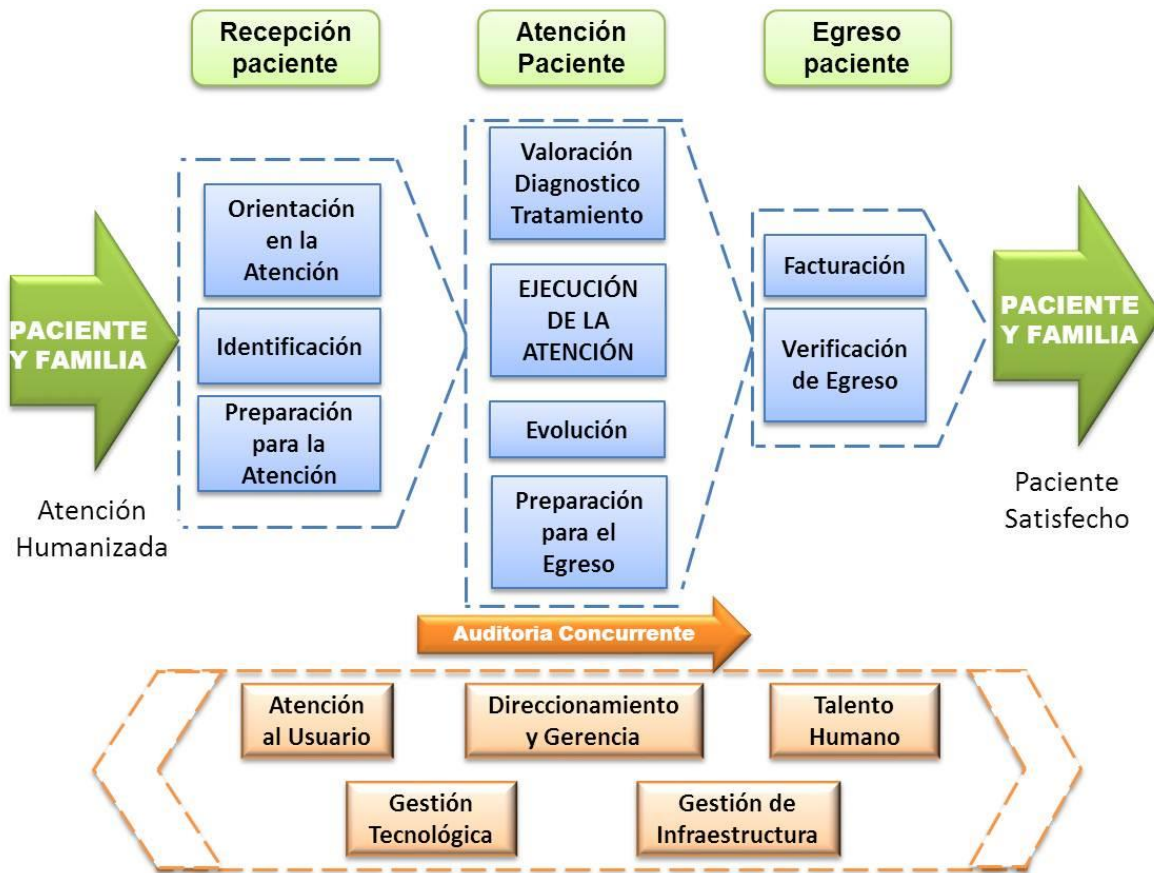 Recepción
paciente
Atención
Paciente
Egreso
paciente
PACIENTE
Y FAMILIA
Atención
Humanizada
Orientación
en la
Atención
Identificación
Preparación
para la
Atención
Valoración
Diagnostico
Tratamiento
EJECUCIÓN
DE LA
ATENCIÓN
Evolución
Preparación
para el
Egreso
Facturación
Verificación
de Egreso
PACIENTE
Y FAMILIA
Paciente
Satisfecho
Auditoria Concurrente
Atención
al Usuario
Direccionamiento
y Gerencia
Talento
Humano
Gestión
Tecnológica
Gestión de
Infraestructura